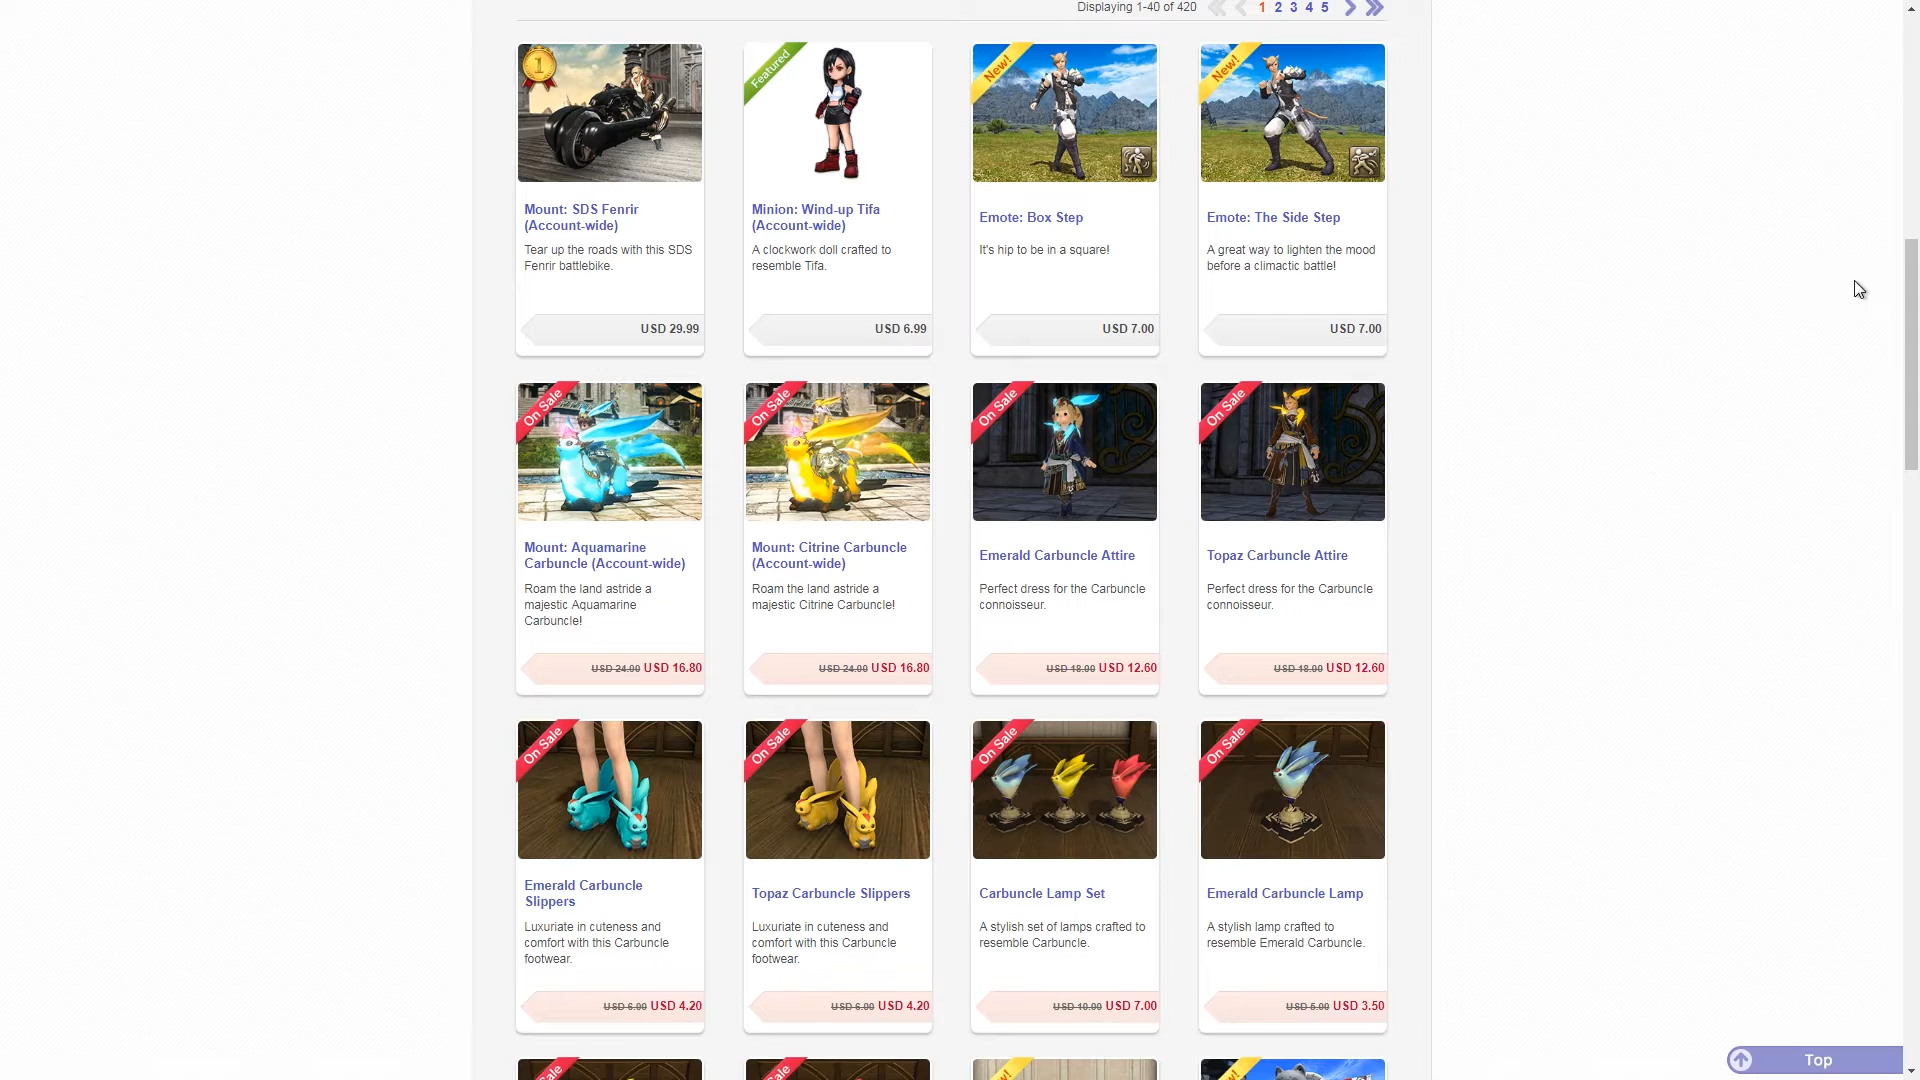 Displaying 1-40 of 420 1 2 3 4 5
1
Featured
New!
New!
Mount: SDS Fenrir
(Account-wide)
Tear up the roads with this SDS
Fenrir battlebike.
USD 29.99
Minion: Wind-up Tifa
(Account-wide)
A clockwork doll crafted to
resemble Tifa.
USD 6.99
Emote: Box Step
It's hip to be in a square!
USD 7.00
Emote: The Side Step
A great way to lighten the mood
before a climactic battle!
USD 7.00
On Sale
Mount: Aquamarine
Carbuncle (Account-wide)
Roam the land astride a
majestic Aquamarine
Carbuncle!
USD 24.00 USD 16.80
On Sale
Mount: Citrine Carbuncle
(Account-wide)
Roam the land astride a
majestic Citrine Carbuncle!
USD 24.00 USD 16.80
On Sale
Emerald Carbuncle Attire
Perfect dress for the Carbuncle
connoisseur.
USD 18.00 USD 12.60
On Sale
Topaz Carbuncle Attire
Perfect dress for the Carbuncle
connoisseur.
USD 18.00 USD 12.60
On Sale
Emerald Carbuncle
Slippers
Luxuriate in cuteness and
comfort with this Carbuncle
footwear.
USD 6.00 USD 4.20
On Sale
Topaz Carbuncle Slippers
Luxuriate in cuteness and
comfort with this Carbuncle
footwear.
USD 6.00 USD 4.20
On Sale
Carbuncle Lamp Set
A stylish set of lamps crafted to
resemble Carbuncle.
USD 10.00 USD 7.00
On Sale
Emerald Carbuncle Lamp
A stylish lamp crafted to
resemble Emerald Carbuncle.
USD 5.00 USD 3.50
Top